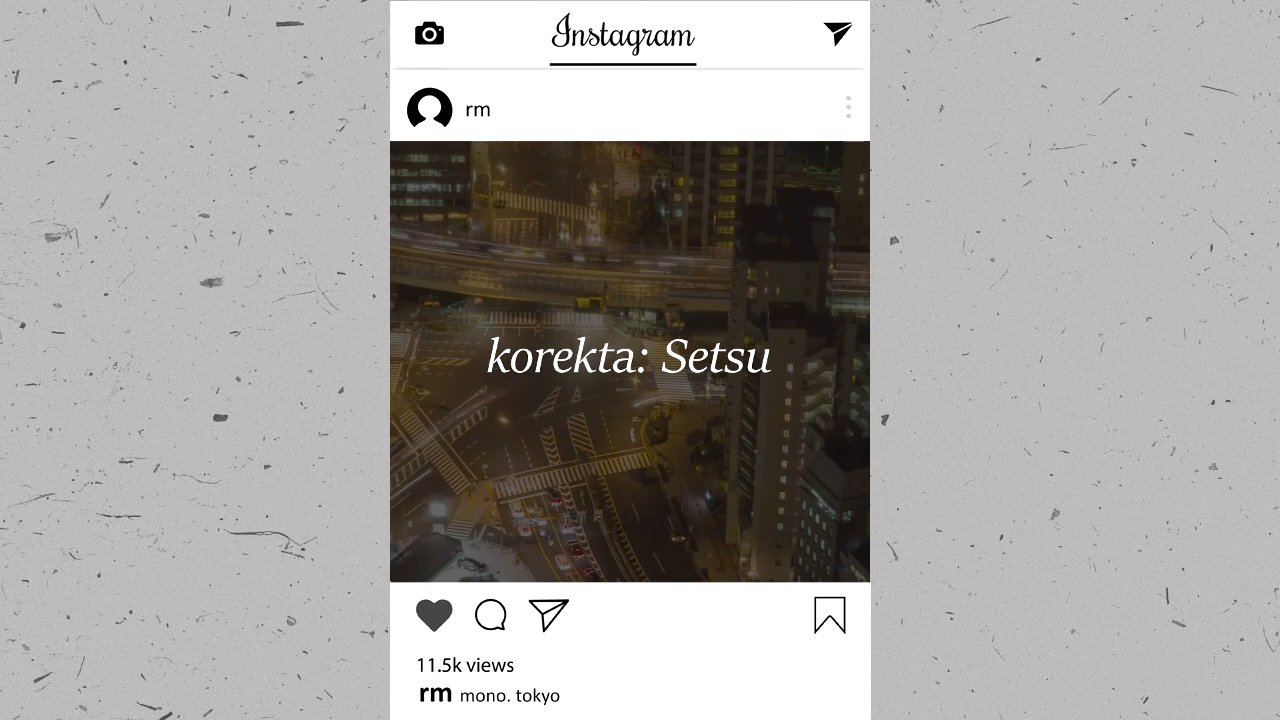 Instagram
rm
korekta: Setsu
11.5k views
rm mono. tokyo